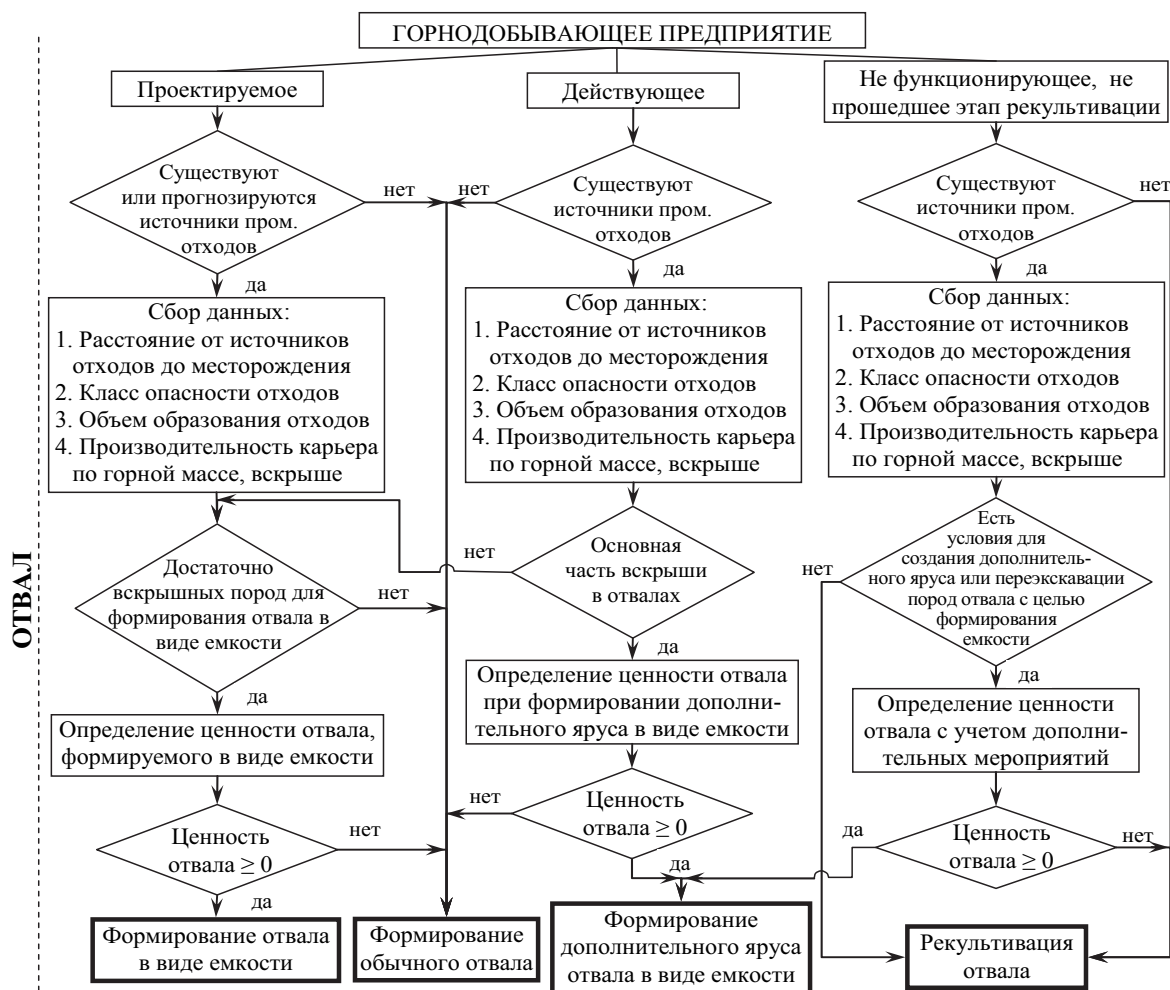 ГОРНОДОБЫВАЮЩЕЕ ПРЕДПРИЯТИЕ
Проектируемое
Существуют
или прогнозируются
источники пром.
отходов
нет
да
Сбор данных:
1. Расстояние от источников
отходов до месторождения
2. Класс опасности отходов
3. Объем образования отходов
4. Производительность карьера
по горной массе, вскрыше
Достаточно
вскрышных пород для
формирования отвала в
виде емкости
нет
да
Определение ценности отвала,
формируемого в виде емкости
Ценность
отвала ≥ 0
нет
да
Формирование отвала
в виде емкости
Формирование
обычного отвала
Действующее
нет
Существуют
источники пром.
отходов
да
Сбор данных:
1. Расстояние от источников
отходов до месторождения
2. Класс опасности отходов
3. Объем образования отходов
4. Производительность карьера
по горной массе, вскрыше
нет
Основная
часть вскрыши
в отвалах
да
Определение ценности отвала
при формировании дополни-
тельного яруса в виде емкости
нет
Ценность
отвала ≥ 0
да
Формирование
дополнительного яруса
отвала в виде емкости
Не функционирующее, не
прошедшее этап рекультивации
Существуют
источники пром.
отходов
нет
да
Сбор данных:
1. Расстояние от источников
отходов до месторождения
2. Класс опасности отходов
3. Объем образования отходов
4. Производительность карьера
по горной массе, вскрыше
нет
Есть
условия для
создания дополнитель-
ного яруса или переэкскавации
пород отвала с целью
формирования
емкости
да
Определение ценности
отвала с учетом дополни-
тельных мероприятий
да
Ценность
отвала ≥ 0
нет
Рекультивация
отвала
ОТВАЛ